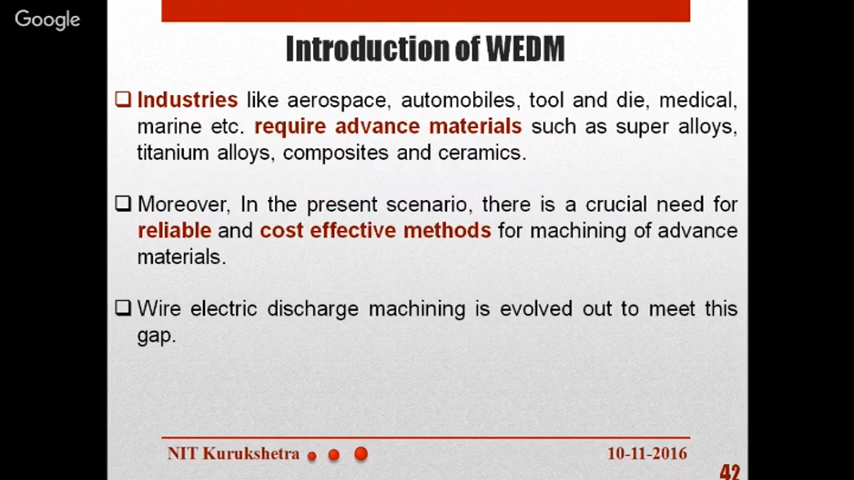 Google
Introduction of WEDM
Industries like aerospace, automobiles, tool and die, medical,
marine etc. require advance materials such as super alloys,
titanium alloys, composites and ceramics.
Moreover, In the present scenario, there is a crucial need for
reliable and cost effective methods for machining of advance
materials.
Wire electric discharge machining is evolved out to meet this
gap.
NIT Kurukshetra
10-11-2016
42